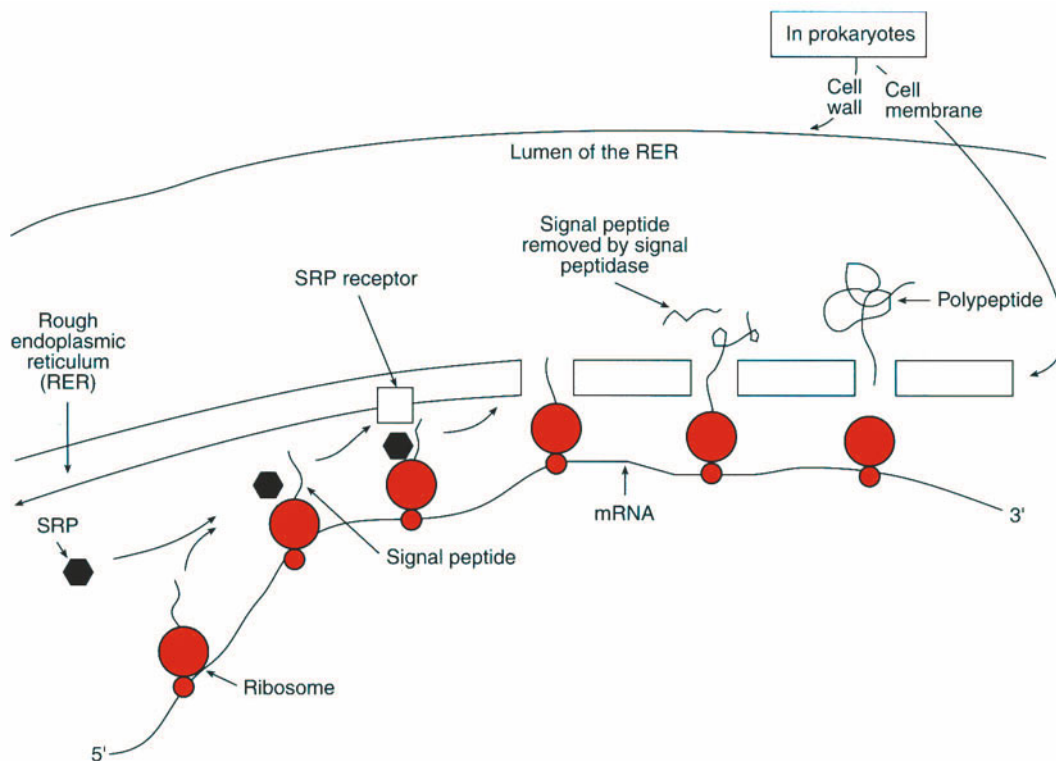 In prokaryotes
Cell
wall
Cell
membrane
Lumen of the RER
Signal peptide
removed by signal
peptidase
SRP receptor
Polypeptide
Rough
endoplasmic
reticulum
(RER)
mRNA
3'
SRP
Signal peptide
Ribosome
5'